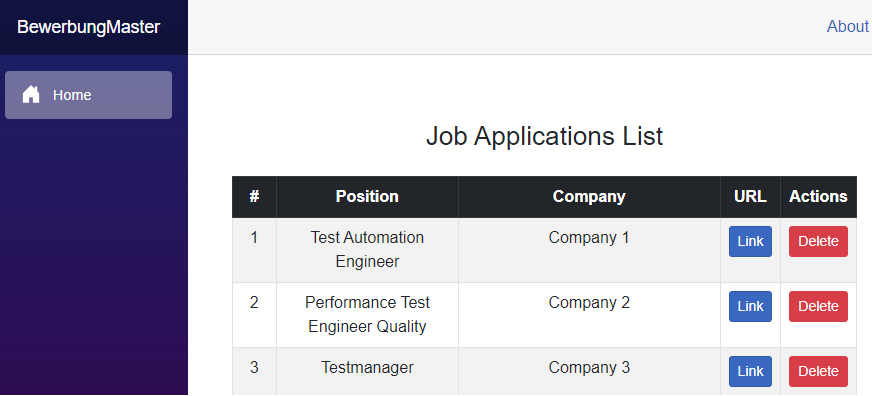 BewerbungMaster
About
Home
Job Applications List
# Position Company URL Actions
1 Test Automation Company 1 Link Delete
Engineer
2 Performance Test Company 2 Link Delete
Engineer Quality
3 Testmanager Company 3 Link Delete